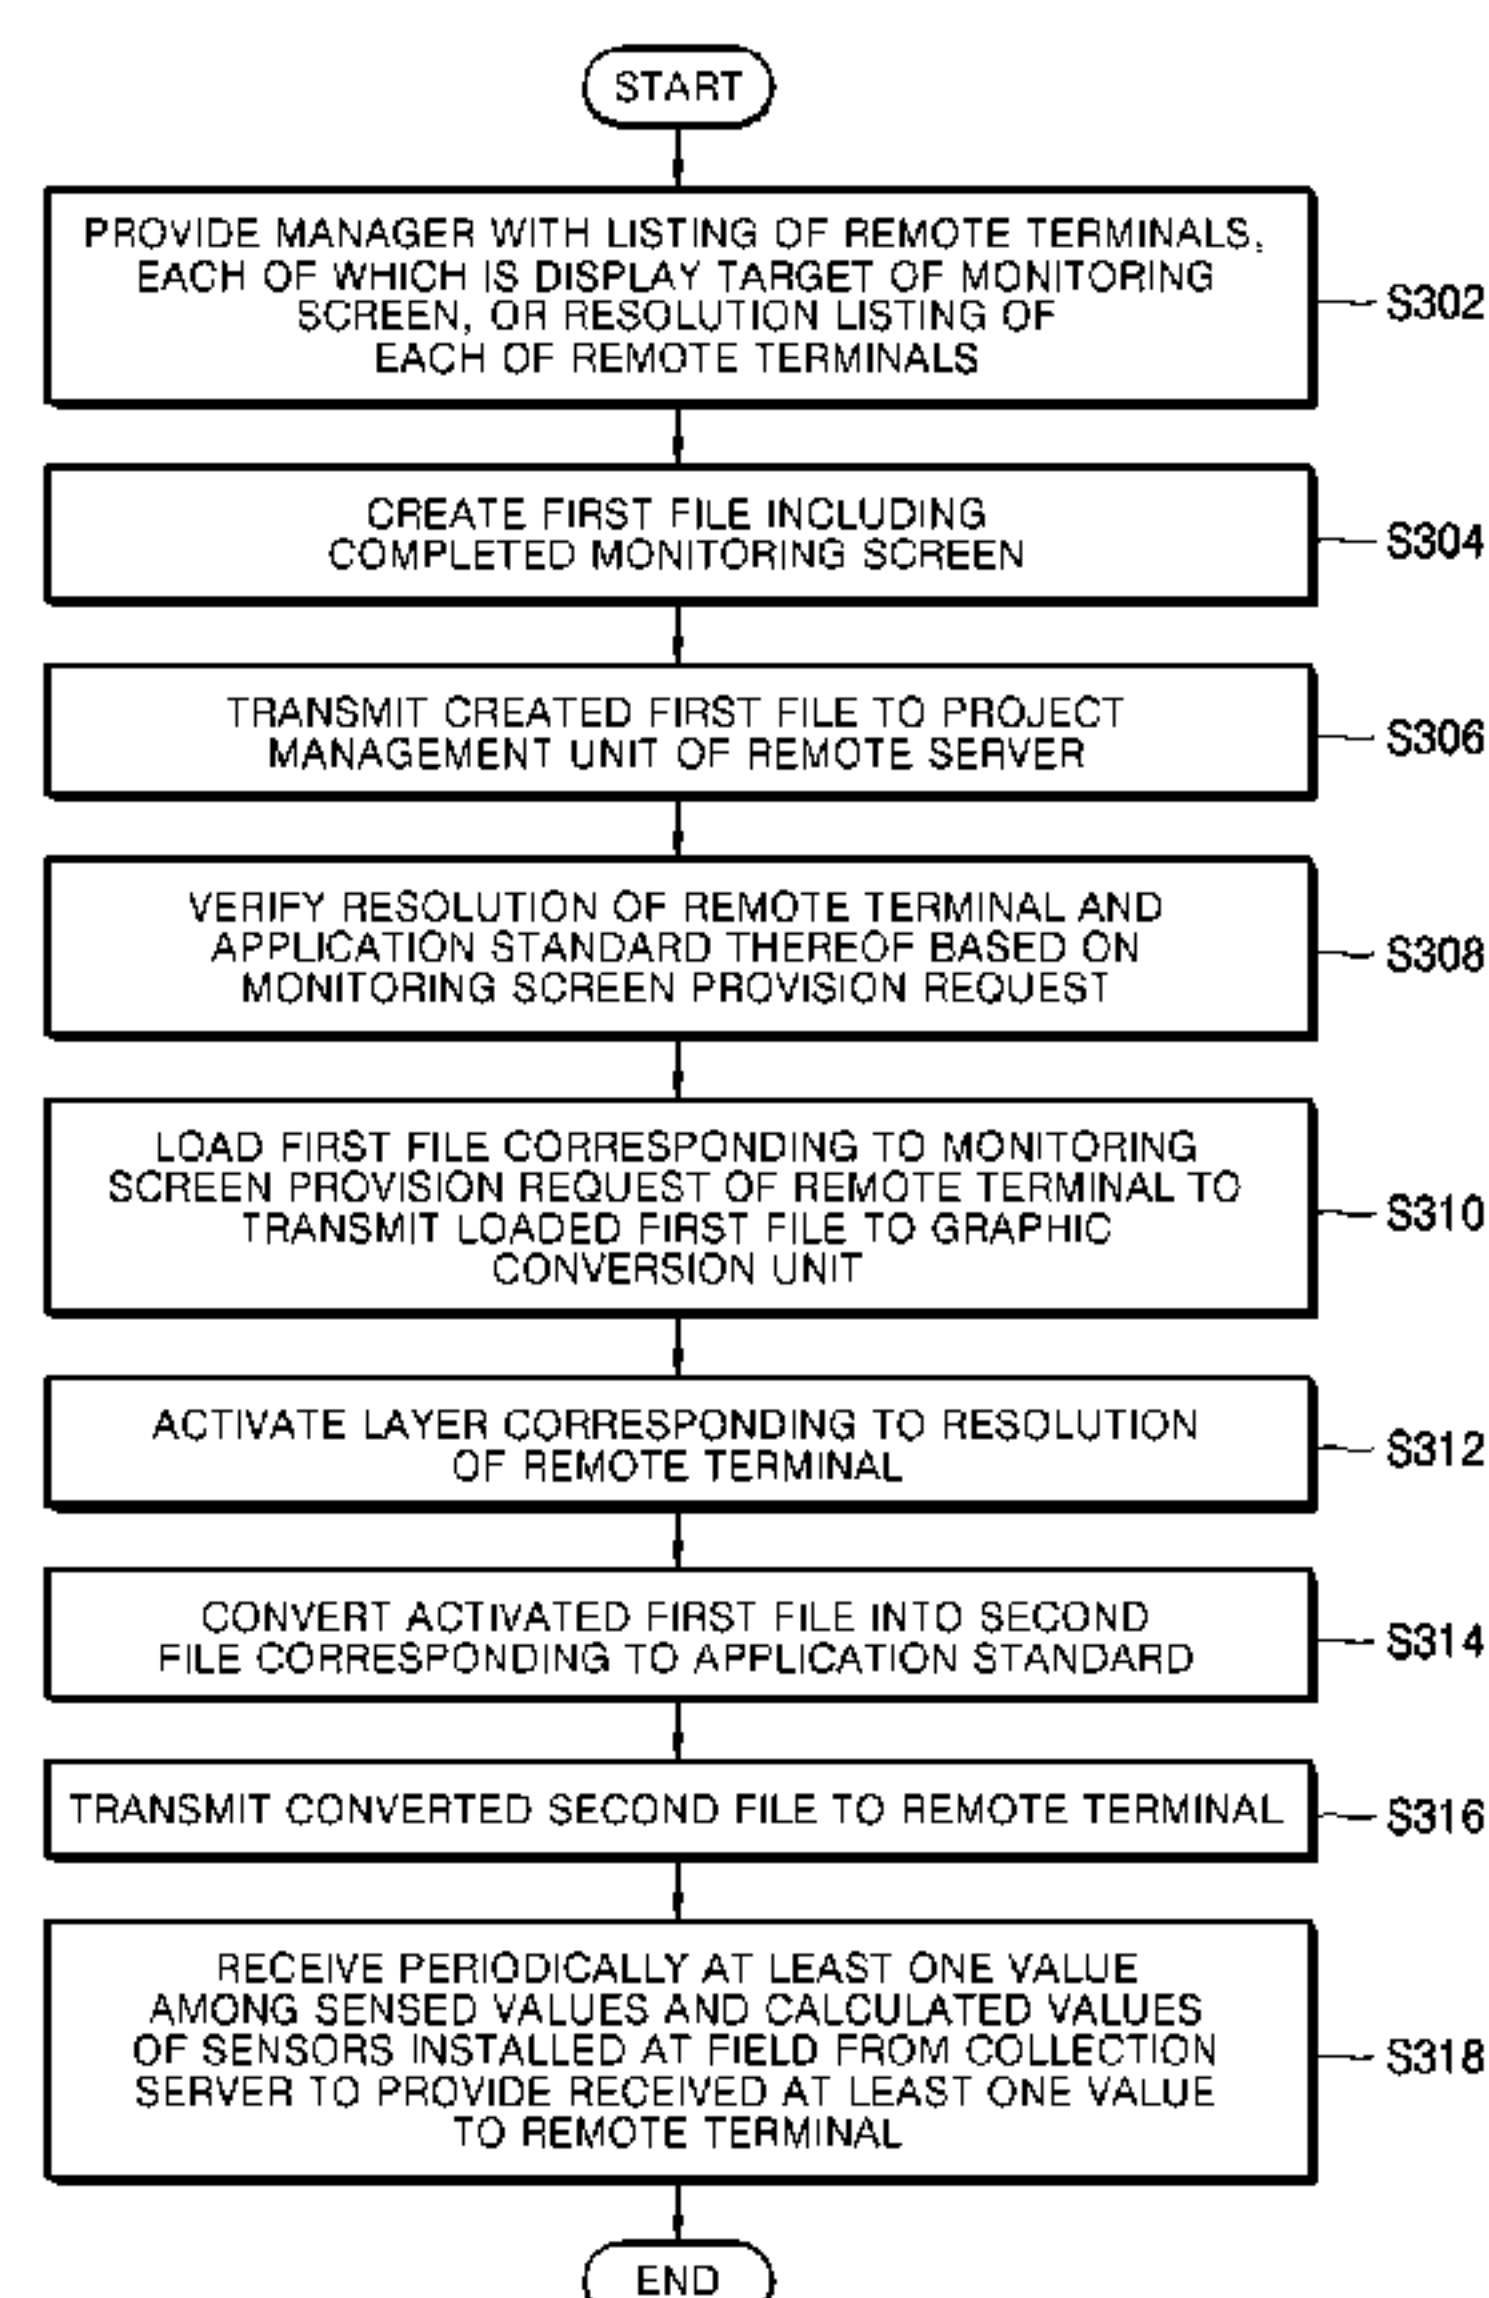 START
PROVIDE MANAGER WITH LISTING OF REMOTE TERMINALS,
EACH OF WHICH IS DISPLAY TARGET OF MONITORING
SCREEN, OR RESOLUTION LISTING OF
EACH OF REMOTE TERMINALS
S302
CREATE FIRST FILE INCLUDING
COMPLETED MONITORING SCREEN
S304
TRANSMIT CREATED FIRST FILE TO PROJECT
MANAGEMENT UNIT OF REMOTE SERVER
S306
VERIFY RESOLUTION OF REMOTE TERMINAL AND
APPLICATION STANDARD THEREOF BASED ON
MONITORING SCREEN PROVISION REQUEST
S308
LOAD FIRST FILE CORRESPONDING TO MONITORING
SCREEN PROVISION REQUEST OF REMOTE TERMINAL TO
TRANSMIT LOADED FIRST FILE TO GRAPHIC
CONVERSION UNIT
S310
ACTIVATE LAYER CORRESPONDING TO RESOLUTION
OF REMOTE TERMINAL
S312
CONVERT ACTIVATED FIRST FILE INTO SECOND
FILE CORRESPONDING TO APPLICATION STANDARD
S314
TRANSMIT CONVERTED SECOND FILE TO REMOTE TERMINAL
S316
RECEIVE PERIODICALLY AT LEAST ONE VALUE
AMONG SENSED VALUES AND CALCULATED VALUES
OF SENSORS INSTALLED AT FIELD FROM COLLECTION
SERVER TO PROVIDE RECEIVED AT LEAST ONE VALUE
TO REMOTE TERMINAL
S318
END